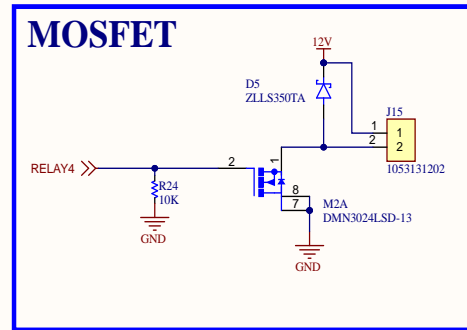 MOSFET
12V
D5
ZLLS350TA
J15
1
1
2
2
1053131202
RELAY4
2
1
R24
10K
8
7
M2A
DMN3024LSD-13
GND
GND